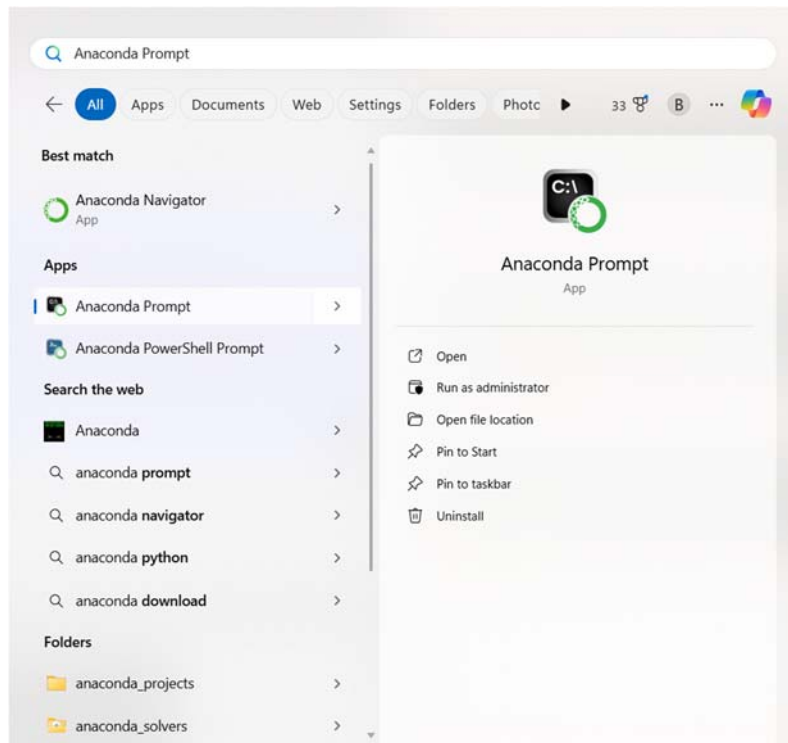 Anaconda Prompt
All Apps Documents Web Settings Folders Photo 33 B ...
Best match
Anaconda Navigator
App
Apps
Anaconda Prompt
Anaconda PowerShell Prompt
Search the web
Anaconda
anaconda prompt
anaconda navigator
anaconda python
anaconda download
Folders
anaconda_projects
anaconda_solvers
C:\
Anaconda Prompt
App
Open
Run as administrator
Open file location
Pin to Start
Pin to taskbar
Uninstall